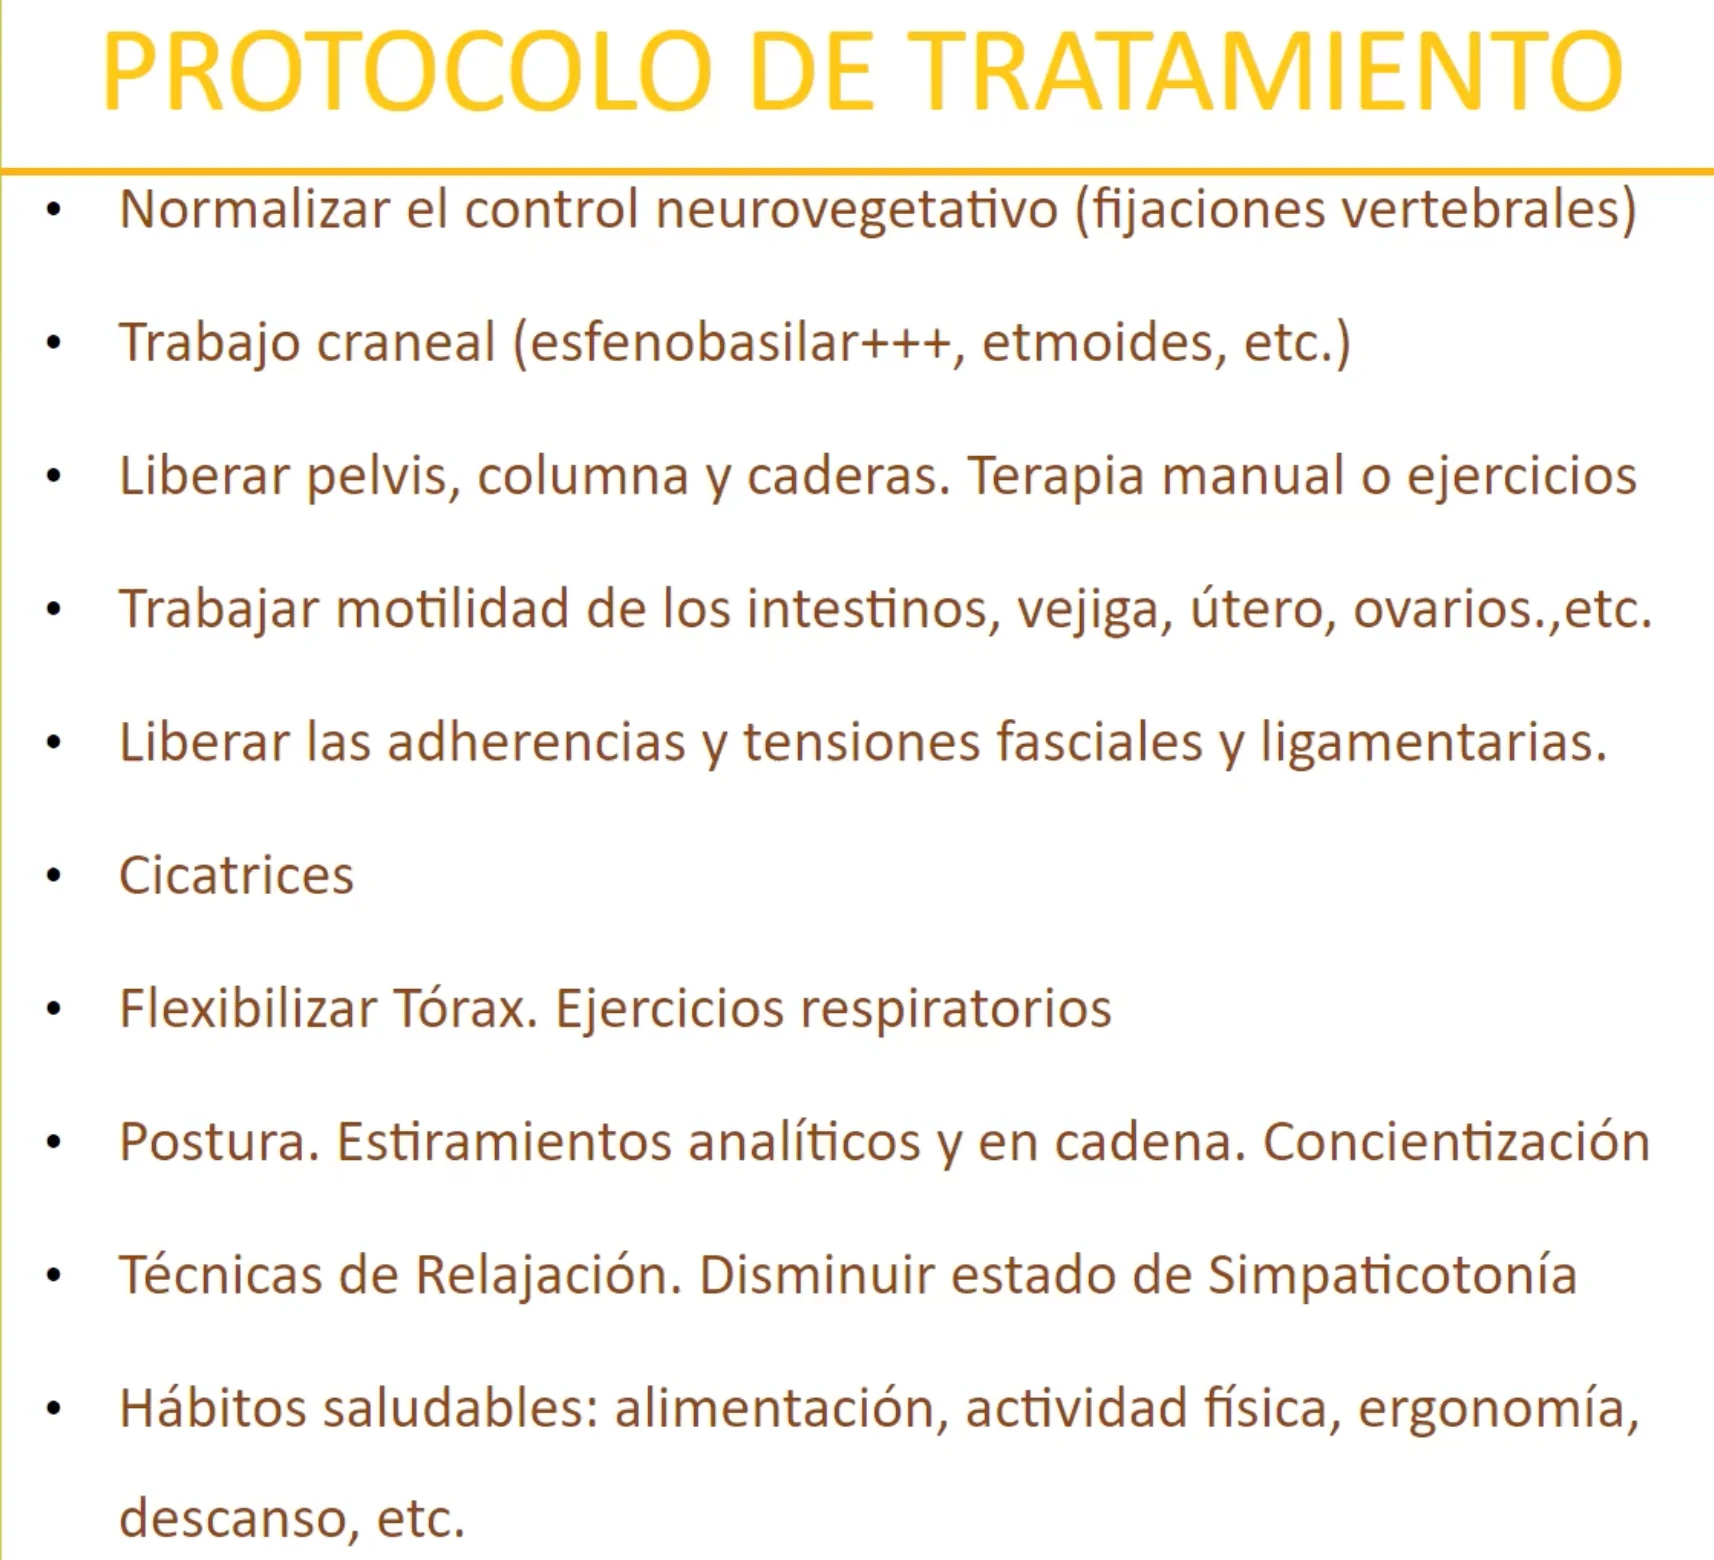 PROTOCOLO DE TRATAMIENTO
• Normalizar el control neurovegetativo (fijaciones vertebrales)
• Trabajo craneal (esfenobasilar+++, etmoides, etc.)
• Liberar pelvis, columna y caderas. Terapia manual o ejercicios
• Trabajar motilidad de los intestinos, vejiga, útero, ovarios.,etc.
• Liberar las adherencias y tensiones fasciales y ligamentarias.
• Cicatrices
• Flexibilizar Tórax. Ejercicios respiratorios
• Postura. Estiramientos analíticos y en cadena. Concientización
• Técnicas de Relajación. Disminuir estado de Simpaticotonía
• Hábitos saludables: alimentación, actividad física, ergonomía,
descanso, etc.